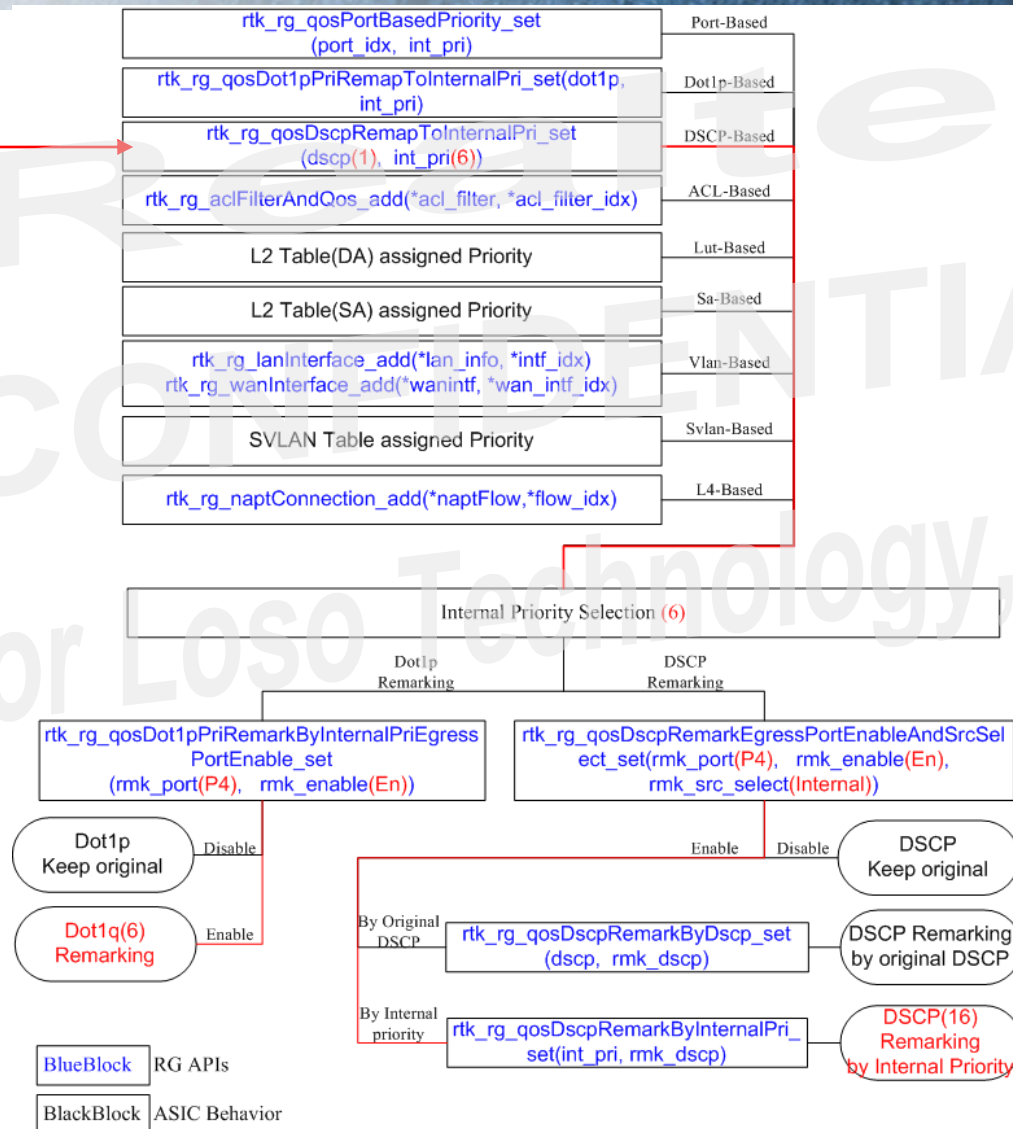 rtk_rg_qosPortBasedPriority_set
(port_idx, int_pri)
Port-Based
rtk_rg_qosDot1pPriRemapToInternalPri_set(dot1p,
int_pri)
Dot1p-Based
rtk_rg_qosDscpRemapToInternalPri_set
(dscp(1), int_pri(6))
DSCP-Based
rtk_rg_aclFilterAndQos_add(*acl_filter, *acl_filter_idx)
ACL-Based
L2 Table(DA) assigned Priority
Lut-Based
L2 Table(SA) assigned Priority
Sa-Based
rtk_rg_lanInterface_add(*lan_info, *intf_idx)
rtk_rg_wanInterface_add(*wanintf, *wan_intf_idx)
Vlan-Based
SVLAN Table assigned Priority
Svlan-Based
rtk_rg_naptConnection_add(*naptFlow,*flow_idx)
L4-Based
Internal Priority Selection (6)
Dot1p
Remarking
DSCP
Remarking
rtk_rg_qosDot1pPriRemarkByInternalPriEgress
PortEnable_set
(rmk_port(P4), rmk_enable(En))
rtk_rg_qosDscpRemarkEgressPortEnableAndSrcSel
ect_set(rmk_port(P4), rmk_enable(En),
rmk_src_select(Internal))
Dot1p
Keep original
Disable
Enable
Disable
DSCP
Keep original
Dot1q(6)
Remarking
Enable
By Original
DSCP
rtk_rg_qosDscpRemarkByDscp_set
(dscp, rmk_dscp)
DSCP Remarking
by original DSCP
By Internal
priority
rtk_rg_qosDscpRemarkByInternalPri_
set(int_pri, rmk_dscp)
DSCP(16)
Remarking
by Internal Priority
BlueBlock
RG APIs
BlackBlock
ASIC Behavior
Realte
CONFIDENTIA
or Loso Technology,